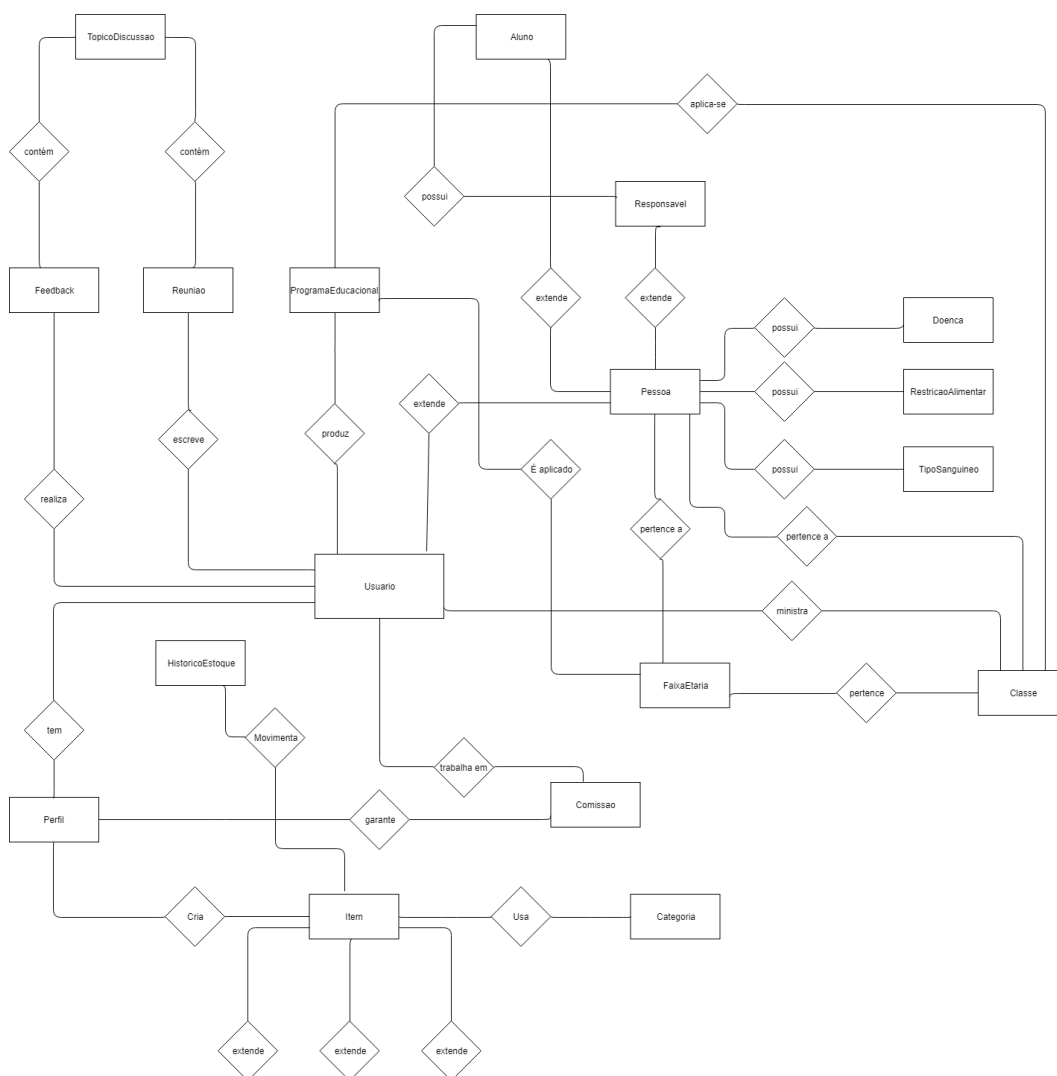 TopicoDiscussao
Aluno
aplica-se
contêm
contêm
possui
Responsavel
Feedback
Reuniao
ProgramaEducacional
extende
extende
possui
Doenca
extende
Pessoa
possui
RestricaoAlimentar
escreve
produz
É aplicado
possui
TipoSanguineo
realiza
pertence a
pertence a
Usuario
ministra
HistoricoEstoque
FaixaEtaria
pertence
Classe
tem
Movimenta
trabalha em
Perfil
garante
Comissao
Cria
Item
Usa
Categoria
extende
extende
extende